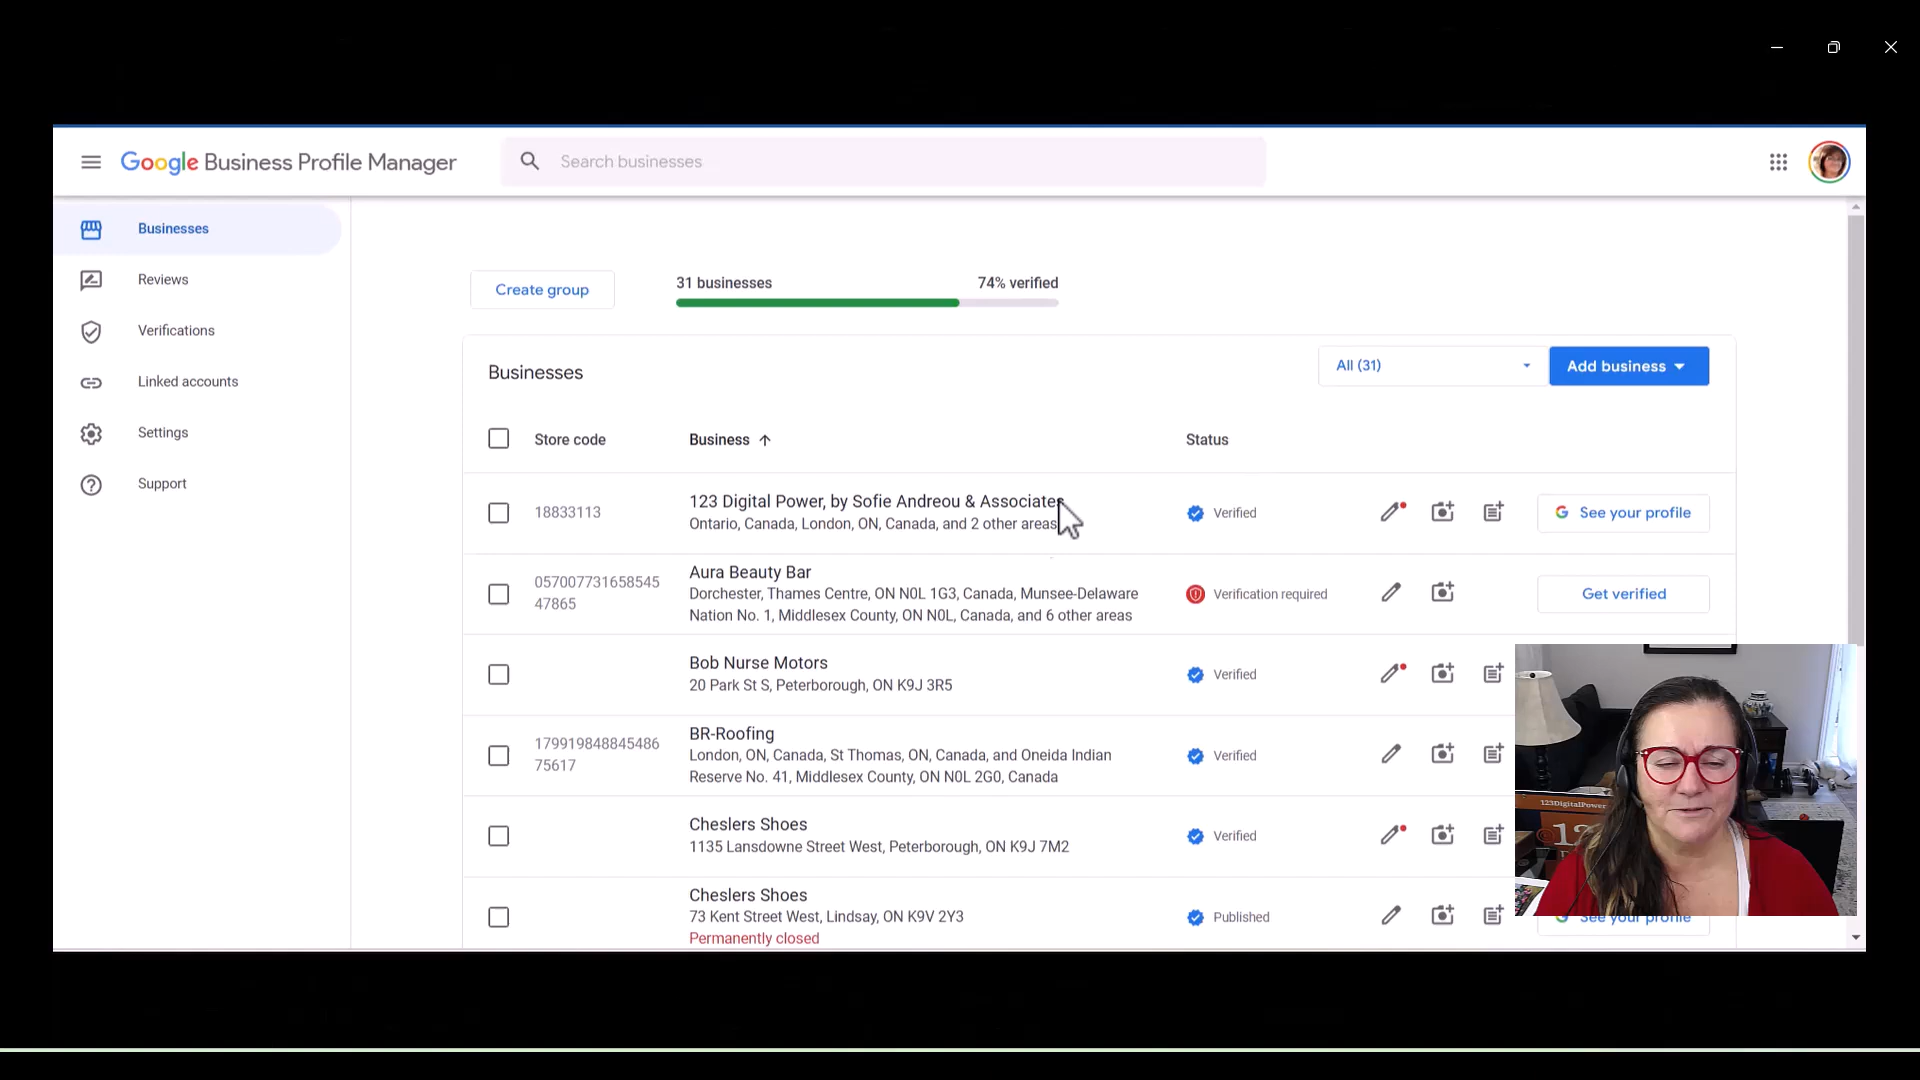 Google Business Profile Manager
Search businesses
Businesses
Reviews
Verifications
Linked accounts
Settings
Support
Create group
31 businesses
74% verified
Businesses
All (31)
Add business
Store code
Business
Status
18833113
123 Digital Power, by Sofie Andreou & Associates
Ontario, Canada, London, ON, Canada, and 2 other areas
Verified
See your profile
057007731658545
47865
Aura Beauty Bar
Dorchester, Thames Centre, ON N0L 1G3, Canada, Munsee-Delaware
Nation No. 1, Middlesex County, ON N0L, Canada, and 6 other areas
Verification required
Get verified
Bob Nurse Motors
20 Park St S, Peterborough, ON K9J 3R5
Verified
179919848845486
75617
BR-Roofing
London, ON, Canada, St Thomas, ON, Canada, and Oneida Indian
Reserve No. 41, Middlesex County, ON N0L 2G0, Canada
Verified
Cheslers Shoes
1135 Lansdowne Street West, Peterborough, ON K9J 7M2
Verified
Cheslers Shoes
73 Kent Street West, Lindsay, ON K9V 2Y3
Permanently closed
Published
See your profile
123DigitalPower